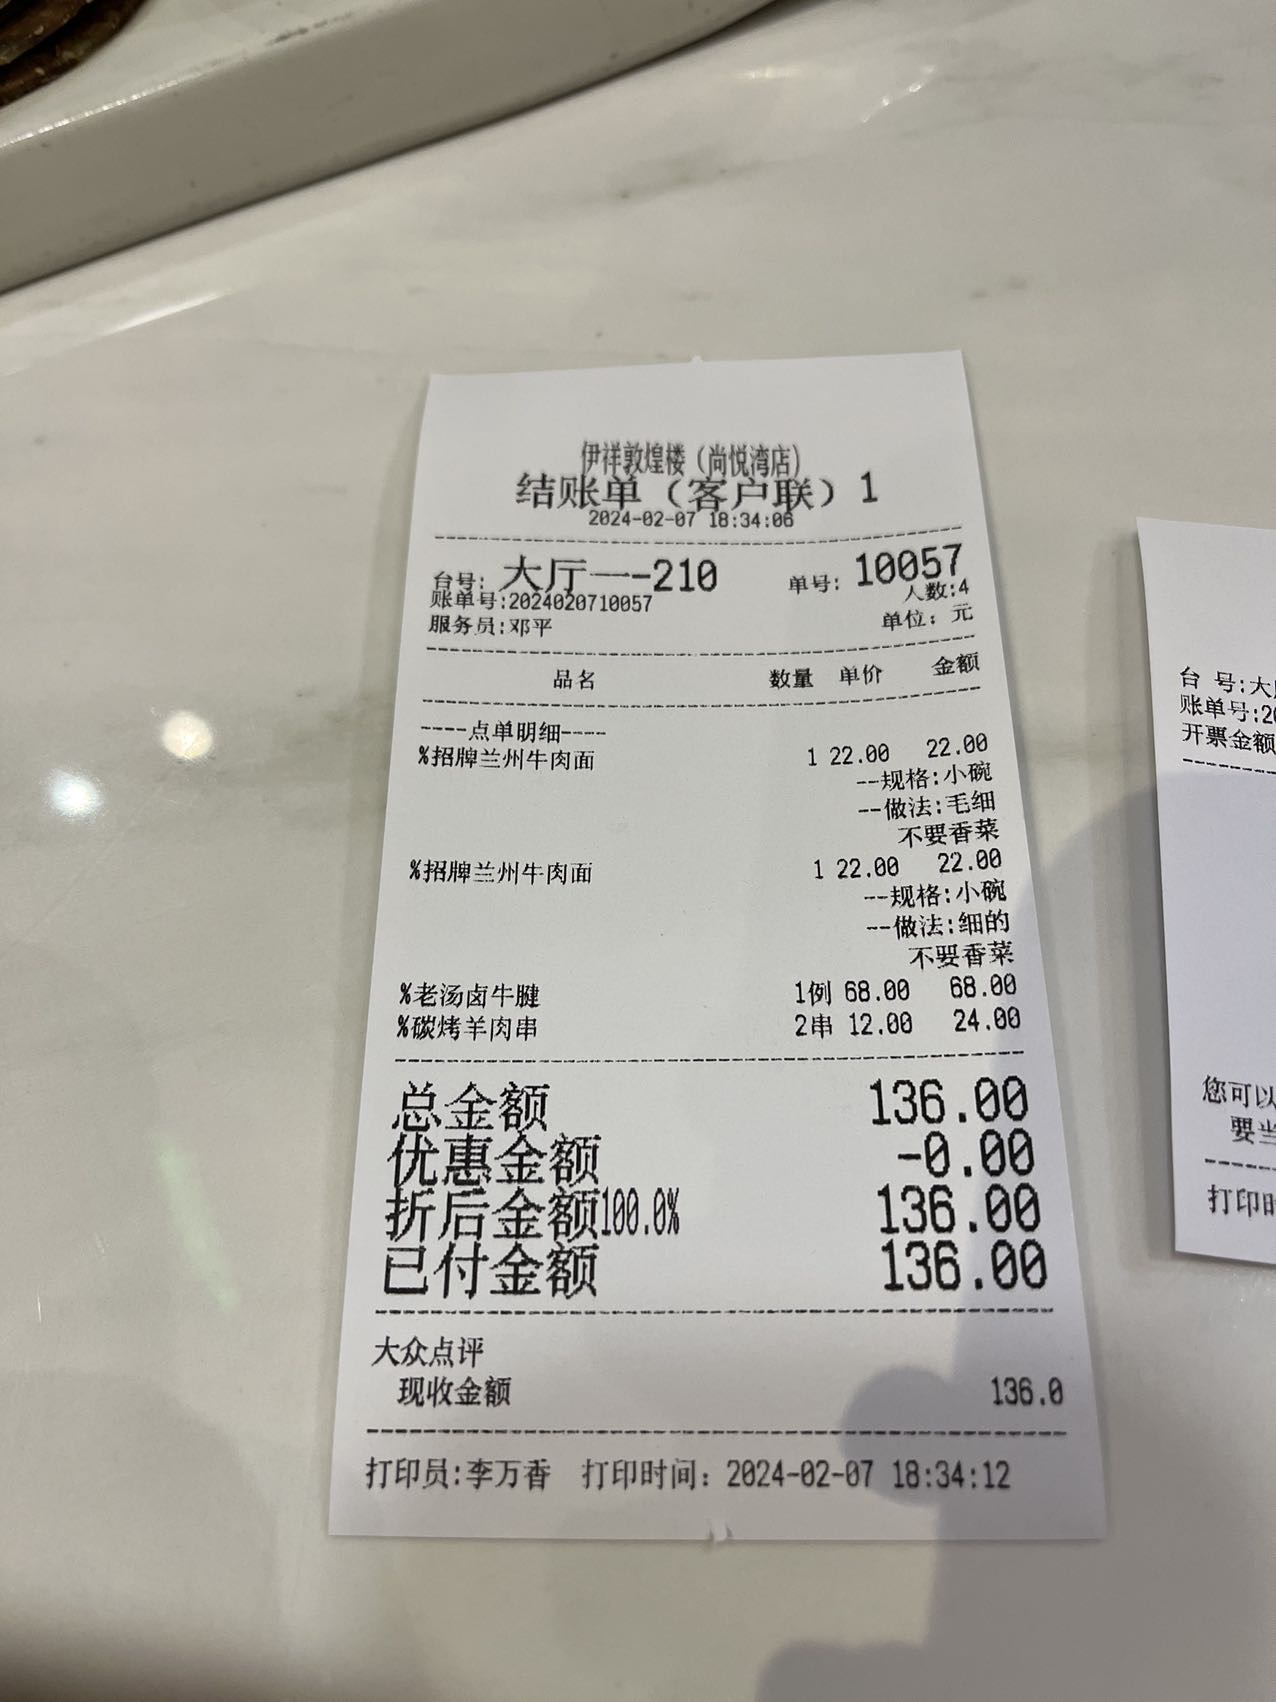 伊祥敦煌楼（尚悦湾店）
结账单（客户联）1
2024-02-07 18:34:06
台号: 大厅一-210 单号: 10057
账单号:2024020710057 人数:4
服务员:邓平 单位: 元
品名 数量 单价 金额
----点单明细----
%招牌兰州牛肉面 1 22.00 22.00
--规格:小碗
--做法:毛细
不要香菜
%招牌兰州牛肉面 1 22.00 22.00
--规格:小碗
--做法:细的
不要香菜
%老汤卤牛腱 1例 68.00 68.00
%碳烤羊肉串 2串 12.00 24.00
总金额 136.00
优惠金额 -0.00
折后金额100.0% 136.00
已付金额 136.00
大众点评
现收金额 136.0
打印员:李万香 打印时间: 2024-02-07 18:34:12
台 号:大
账单号:20
开票金额
您可以
要当
打印时